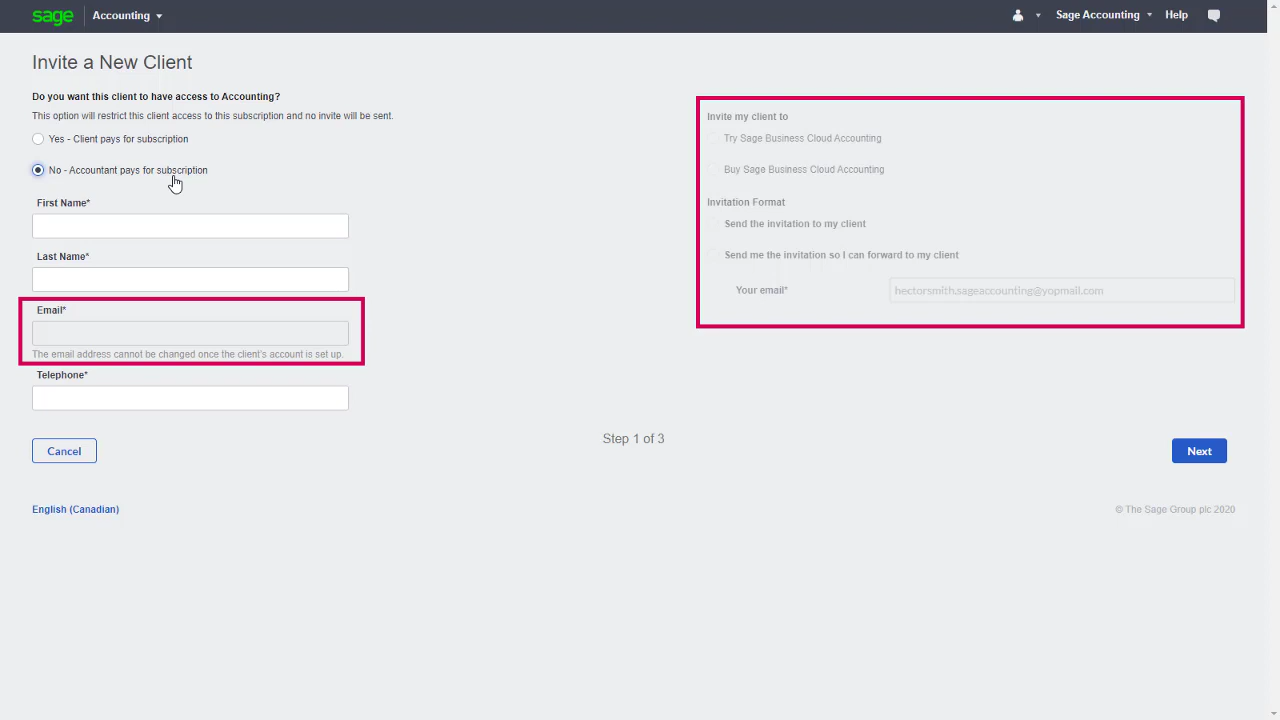 sage Accounting Sage Accounting Help
Invite a New Client
Do you want this client to have access to Accounting?
This option will restrict this client access to this subscription and no invite will be sent.
Yes - Client pays for subscription
No - Accountant pays for subscription
First Name*
Last Name*
Email*
The email address cannot be changed once the client's account is set up.
Telephone*
Invite my client to
Try Sage Business Cloud Accounting
Buy Sage Business Cloud Accounting
Invitation Format
Send the invitation to my client
Send me the invitation so I can forward to my client
Your email* hectorsmith.sageaccounting@yopmail.com
Step 1 of 3
Cancel
Next
English (Canadian)
© The Sage Group plc 2020